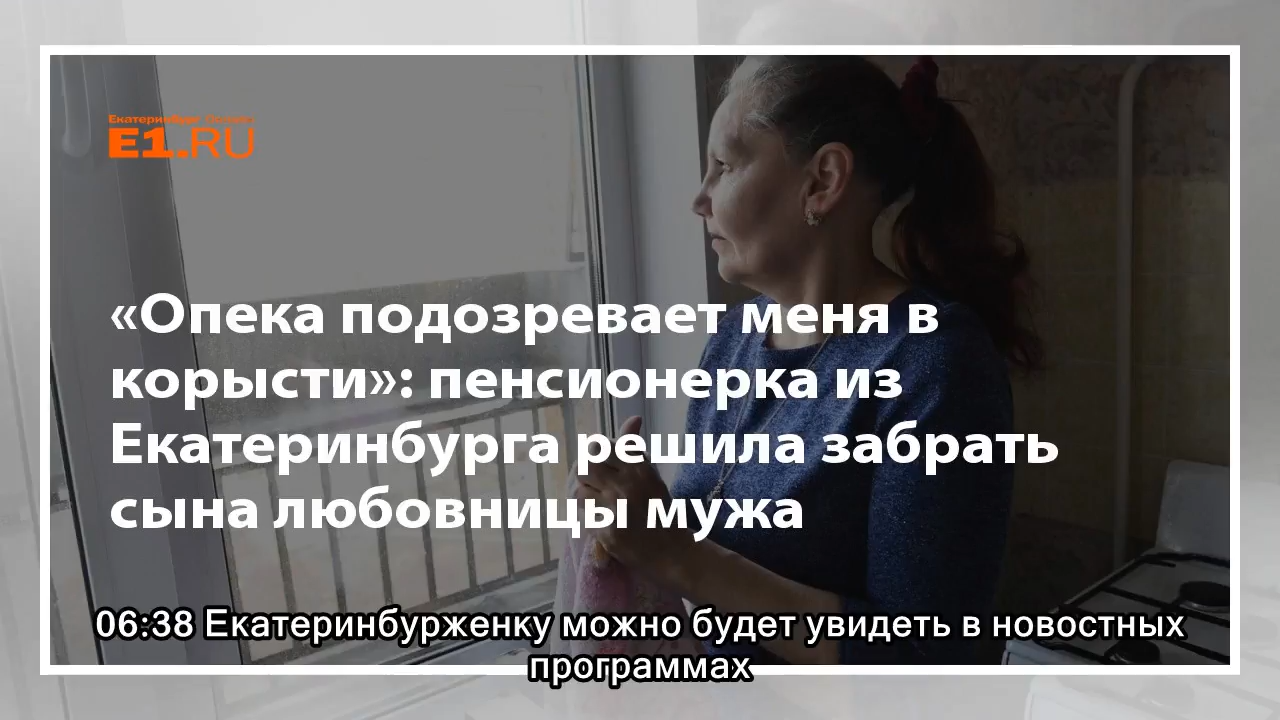 Екатеринбург Онлайн
E1.RU
«Опека подозревает меня в
корысти»: пенсионерка из
Екатеринбурга решила забрать
сына любовницы мужа
06:38 Екатеринбурженку можно будет увидеть в новостных
программах